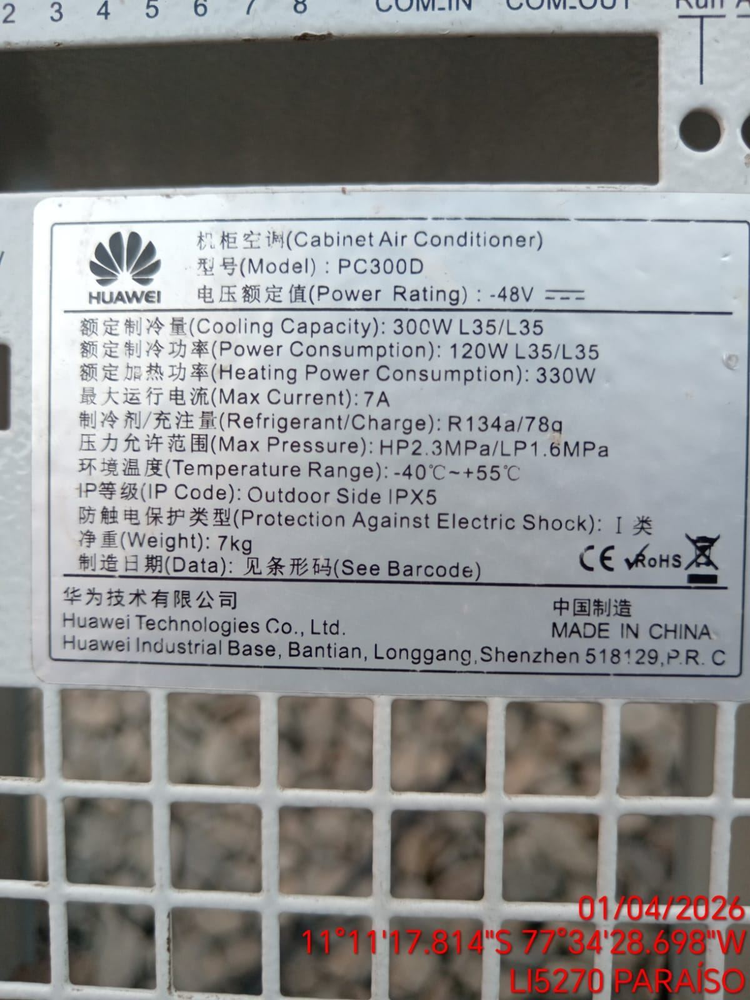 2 3 4 5 6 7 8 COM_IN COM_OUT Run
HUAWEI
机柜空调(Cabinet Air Conditioner)
型号(Model) : PC300D
电压额定值(Power Rating) : -48V
额定制冷量(Cooling Capacity): 300W L35/L35
额定制冷功率(Power Consumption): 120W L35/L35
额定加热功率(Heating Power Consumption): 330W
最大运行电流(Max Current): 7A
制冷剂/充注量(Refrigerant/Charge): R134a/78g
压力允许范围(Max Pressure): HP2.3MPa/LP1.6MPa
环境温度(Temperature Range): -40℃~+55℃
IP等级(IP Code): Outdoor Side IPX5
防触电保护类型(Protection Against Electric Shock): I 类
净重(Weight): 7kg
制造日期(Data): 见条形码(See Barcode)
CE RoHS
华为技术有限公司
Huawei Technologies Co., Ltd.
Huawei Industrial Base, Bantian, Longgang, Shenzhen 518129, P.R. C
中国制造
MADE IN CHINA
01/04/2026
11°11'17.814"S 77°34'28.698"W
LI5270 PARAÍSO